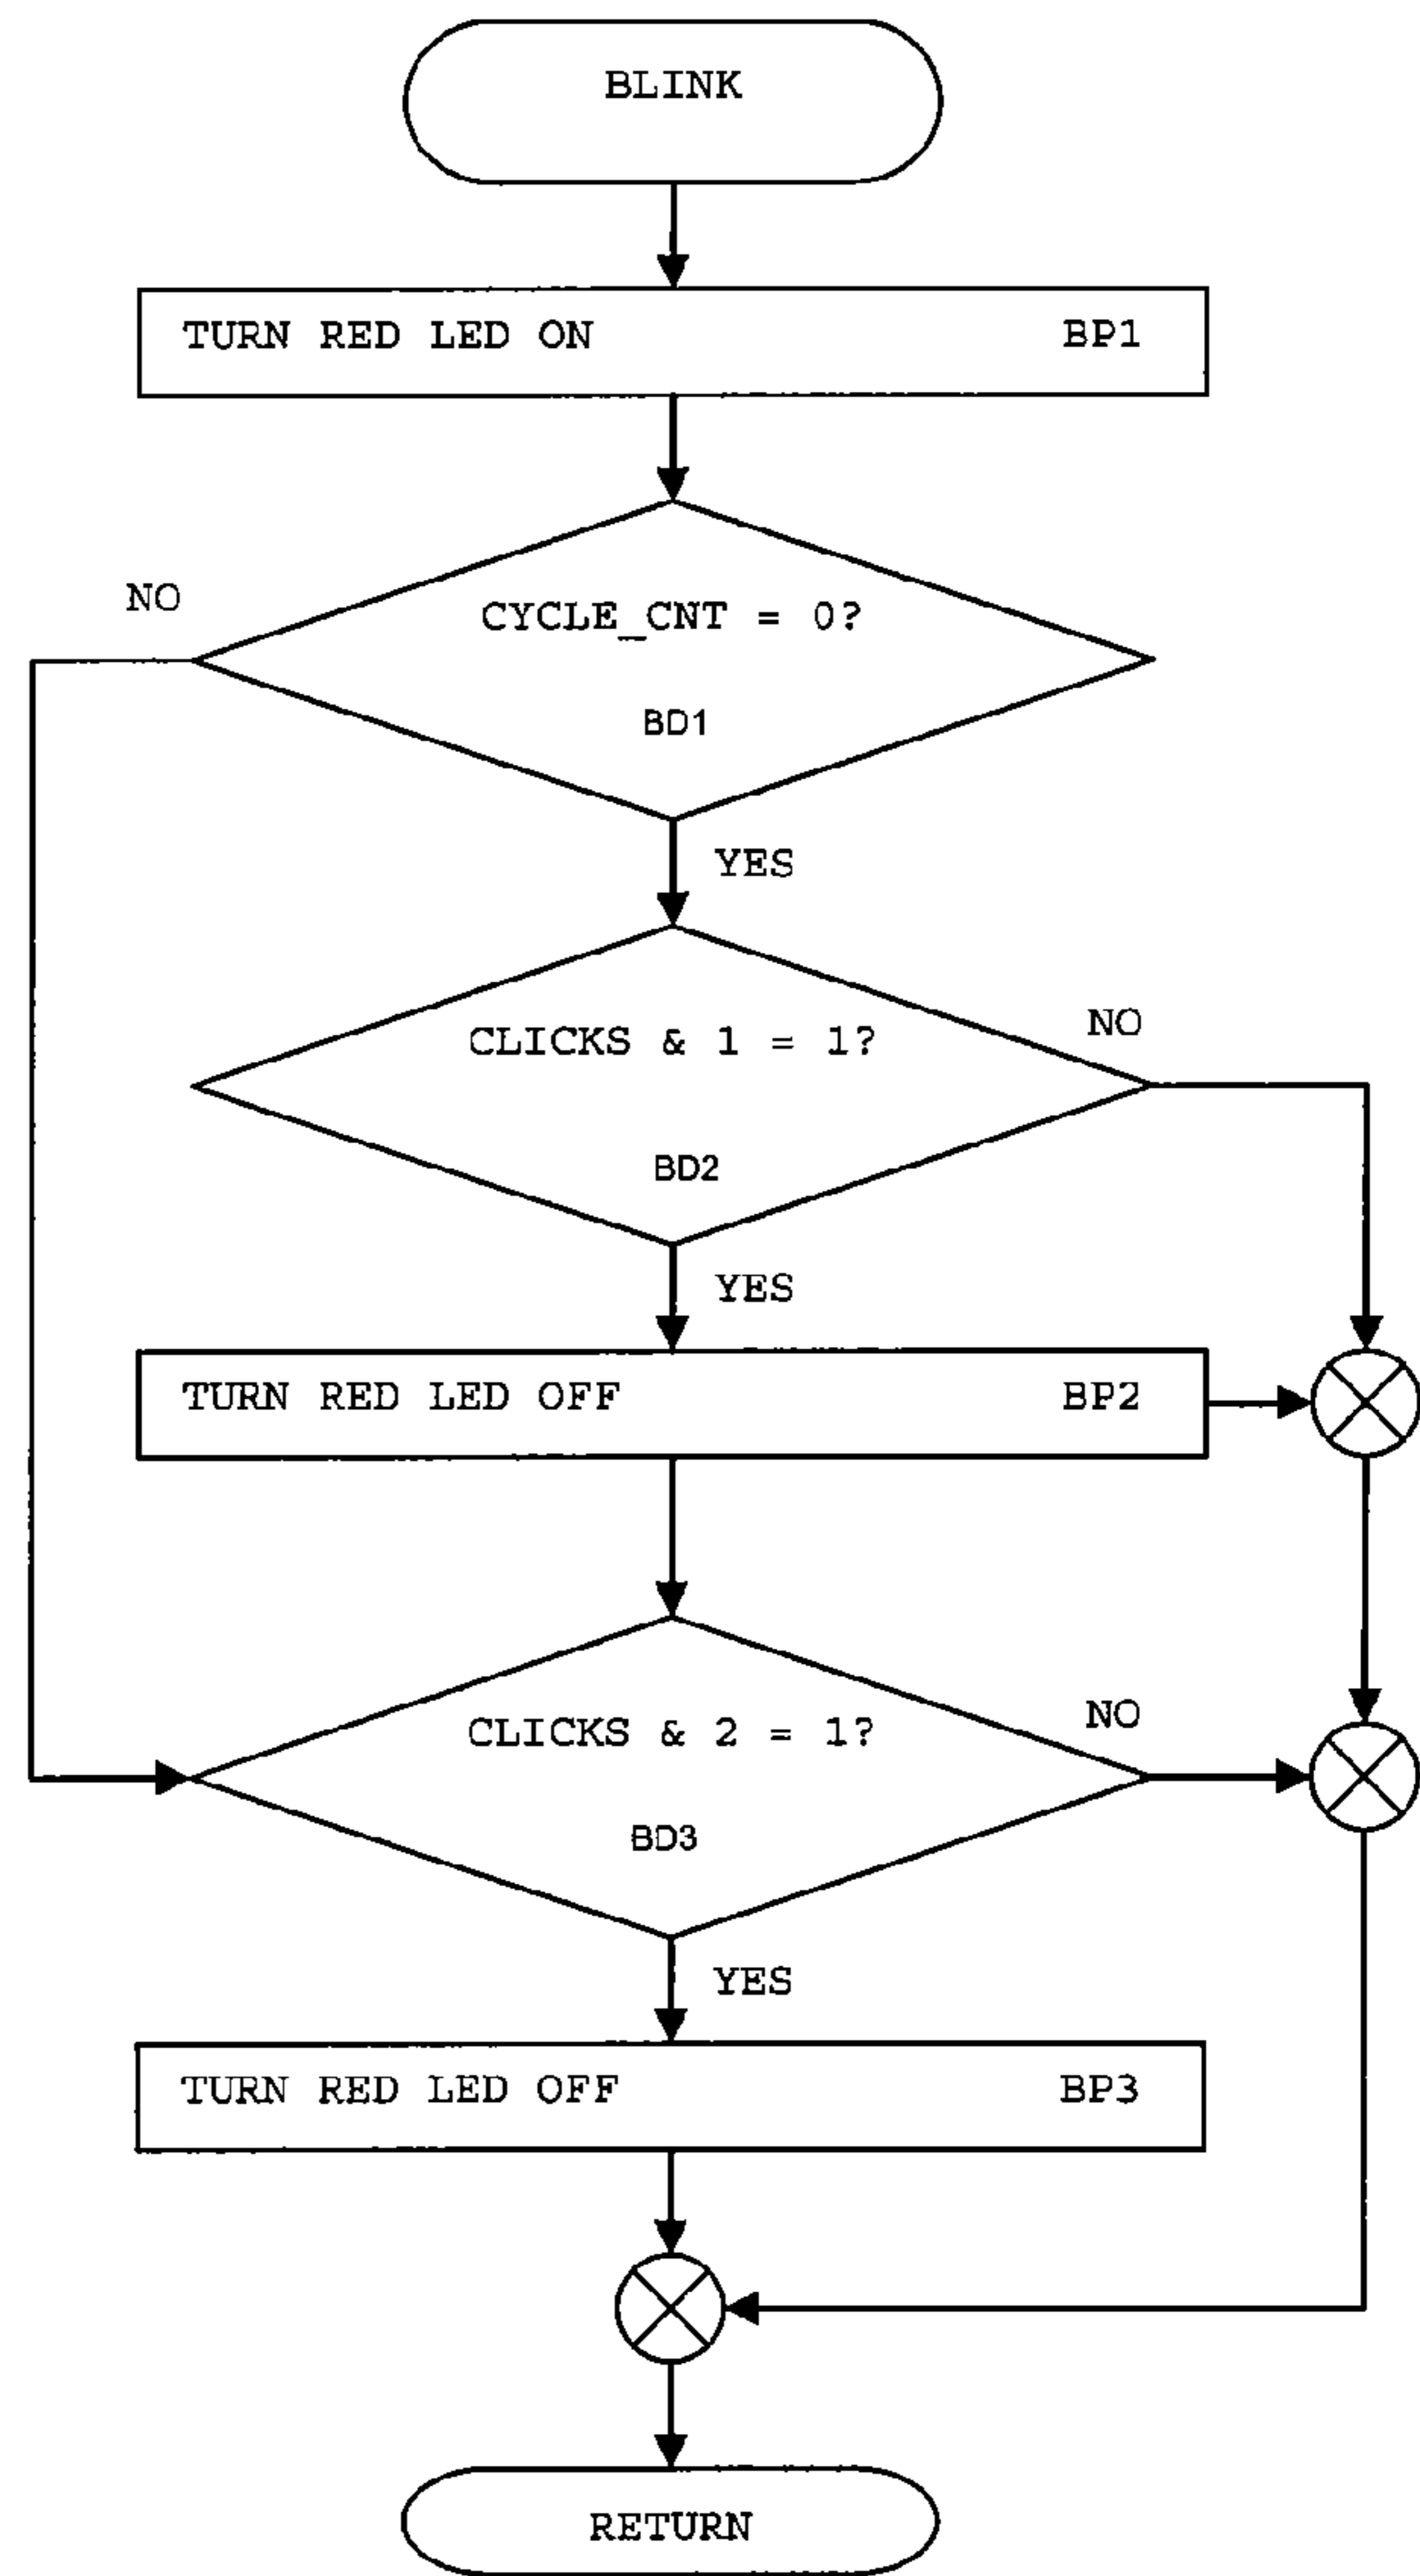 BLINK
TURN RED LED ON BP1
NO
CYCLE_CNT = 0?
BD1
YES
NO
CLICKS & 1 = 1?
BD2
YES
TURN RED LED OFF BP2
NO
CLICKS & 2 = 1?
BD3
YES
TURN RED LED OFF BP3
RETURN